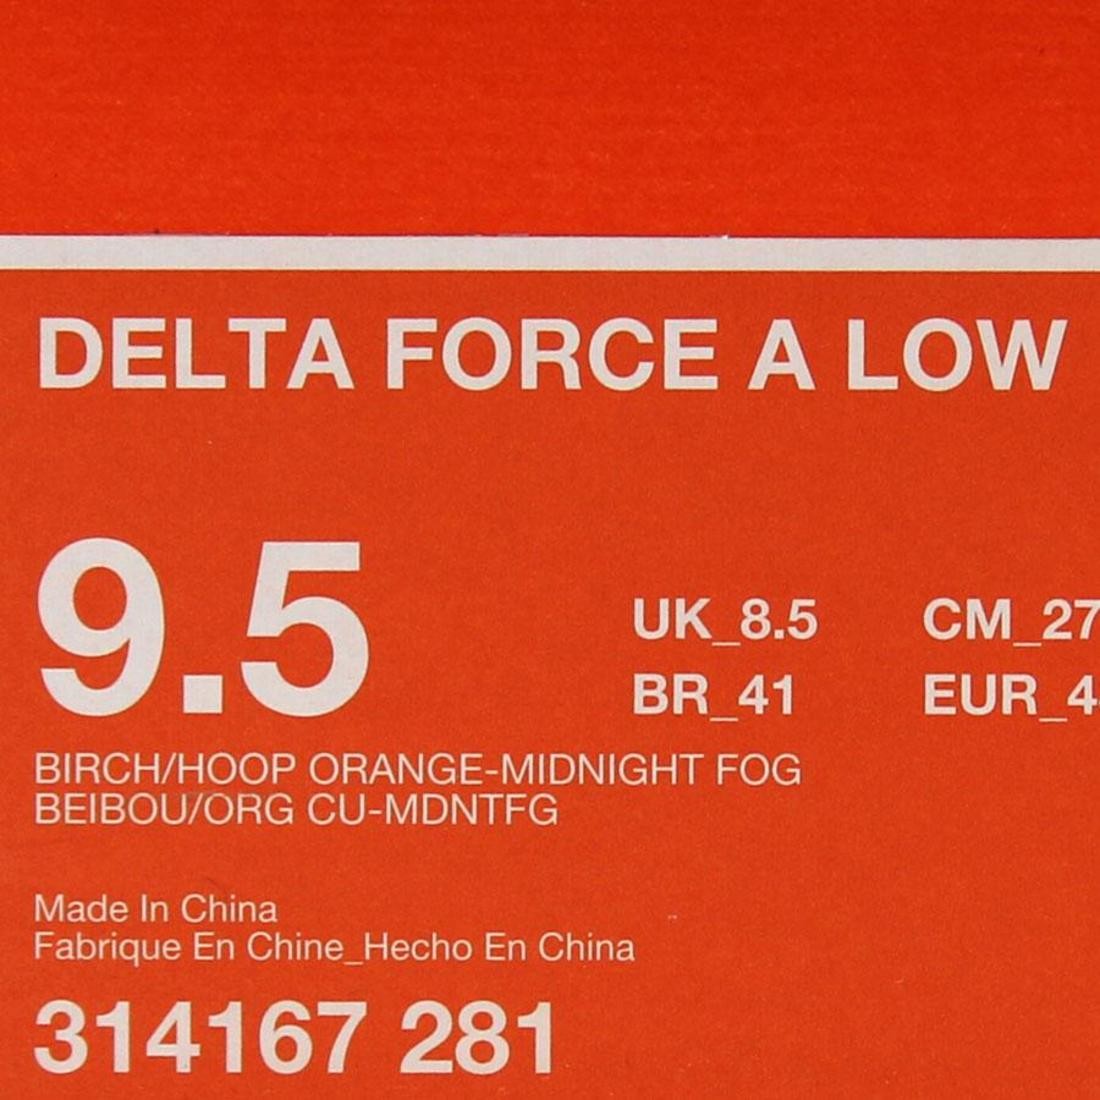 DELTA FORCE A LOW
9.5
UK_8.5 CM_27
BR_41 EUR_4
BIRCH/HOOP ORANGE-MIDNIGHT FOG
BEIBOU/ORG CU-MDNTFG
Made In China
Fabrique En Chine_Hecho En China
314167 281